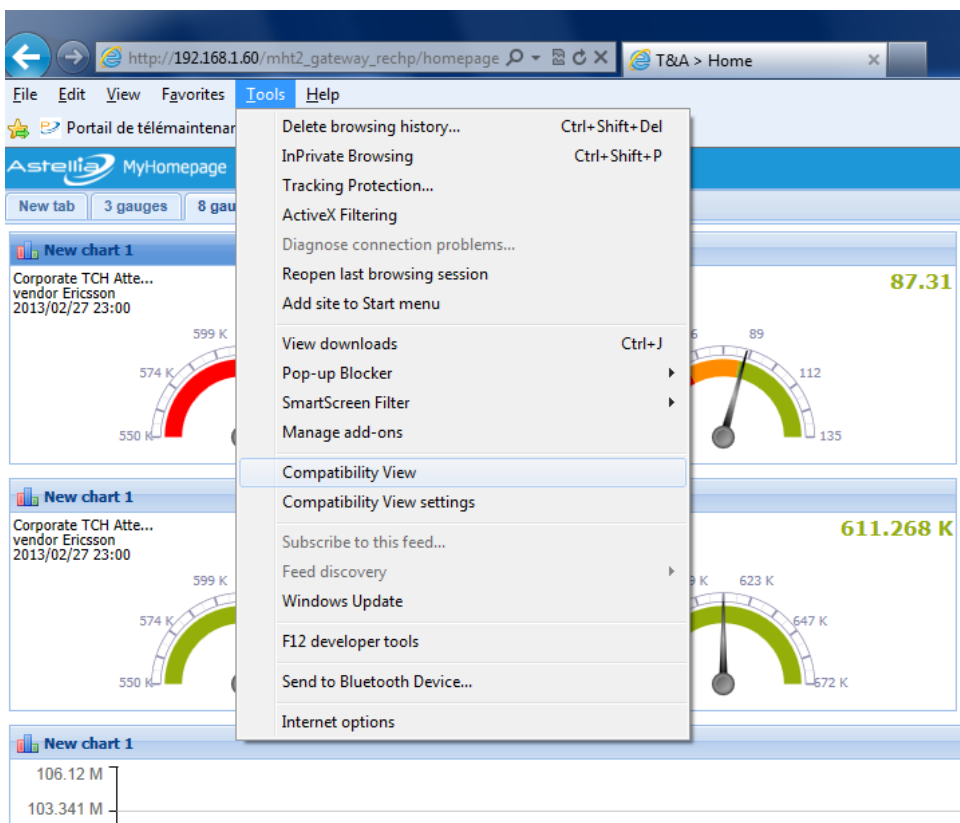 http://192.168.1.60/mht2_gateway_rechp/homepage
T&A > Home
File Edit View Favorites Tools Help
Portail de télémaintenar
Astellia MyHomepage
New tab 3 gauges 8 gau
Delete browsing history... Ctrl+Shift+Del
InPrivate Browsing Ctrl+Shift+P
Tracking Protection...
ActiveX Filtering
Diagnose connection problems...
Reopen last browsing session
Add site to Start menu
View downloads Ctrl+J
Pop-up Blocker
SmartScreen Filter
Manage add-ons
Compatibility View
Compatibility View settings
Subscribe to this feed...
Feed discovery
Windows Update
F12 developer tools
Send to Bluetooth Device...
Internet options
New chart 1
Corporate TCH Atte...
vendor Ericsson
2013/02/27 23:00
599 K
574 K
550 K
87.31
89
112
135
New chart 1
Corporate TCH Atte...
vendor Ericsson
2013/02/27 23:00
599 K
574 K
550 K
611.268 K
K 623 K
647 K
672 K
New chart 1
106.12 M
103.341 M